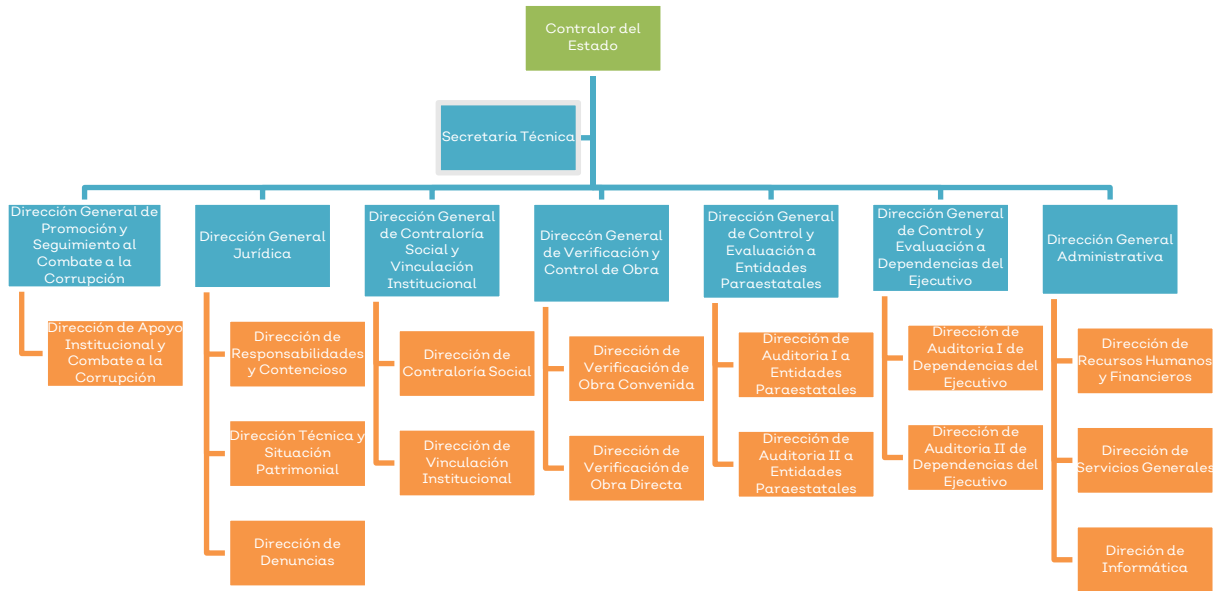 Contralor del
Estado
Secretaria Técnica
Dirección General de
Promoción y
Seguimiento al
Combate a la
Corrupción
Dirección General
Jurídica
Dirección General
de Contraloría
Social y
Vinculación
Institucional
Direccón General
de Verificación y
Control de Obra
Dirección General
de Control y
Evaluación a
Entidades
Paraestatales
Dirección General
de Control y
Evaluación a
Dependencias del
Ejecutivo
Dirección General
Administrativa
Dirección de Apoyo
Institucional y
Combate a la
Corrupción
Dirección de
Responsabilidades
y Contencioso
Dirección Técnica y
Situación
Patrimonial
Dirección de
Denuncias
Dirección de
Contraloría Social
Dirección de
Vinculación
Institucional
Dirección de
Verificación de
Obra Convenida
Dirección de
Verificación de
Obra Directa
Dirección de
Auditoria I a
Entidades
Paraestatales
Dirección de
Auditoria II a
Entidades
Paraestatales
Dirección de
Auditoria I de
Dependencias del
Ejecutivo
Dirección de
Auditoria II de
Dependencias del
Ejecutivo
Dirección de
Recursos Humanos
y Financieros
Dirección de
Servicios Generales
Direción de
Informática